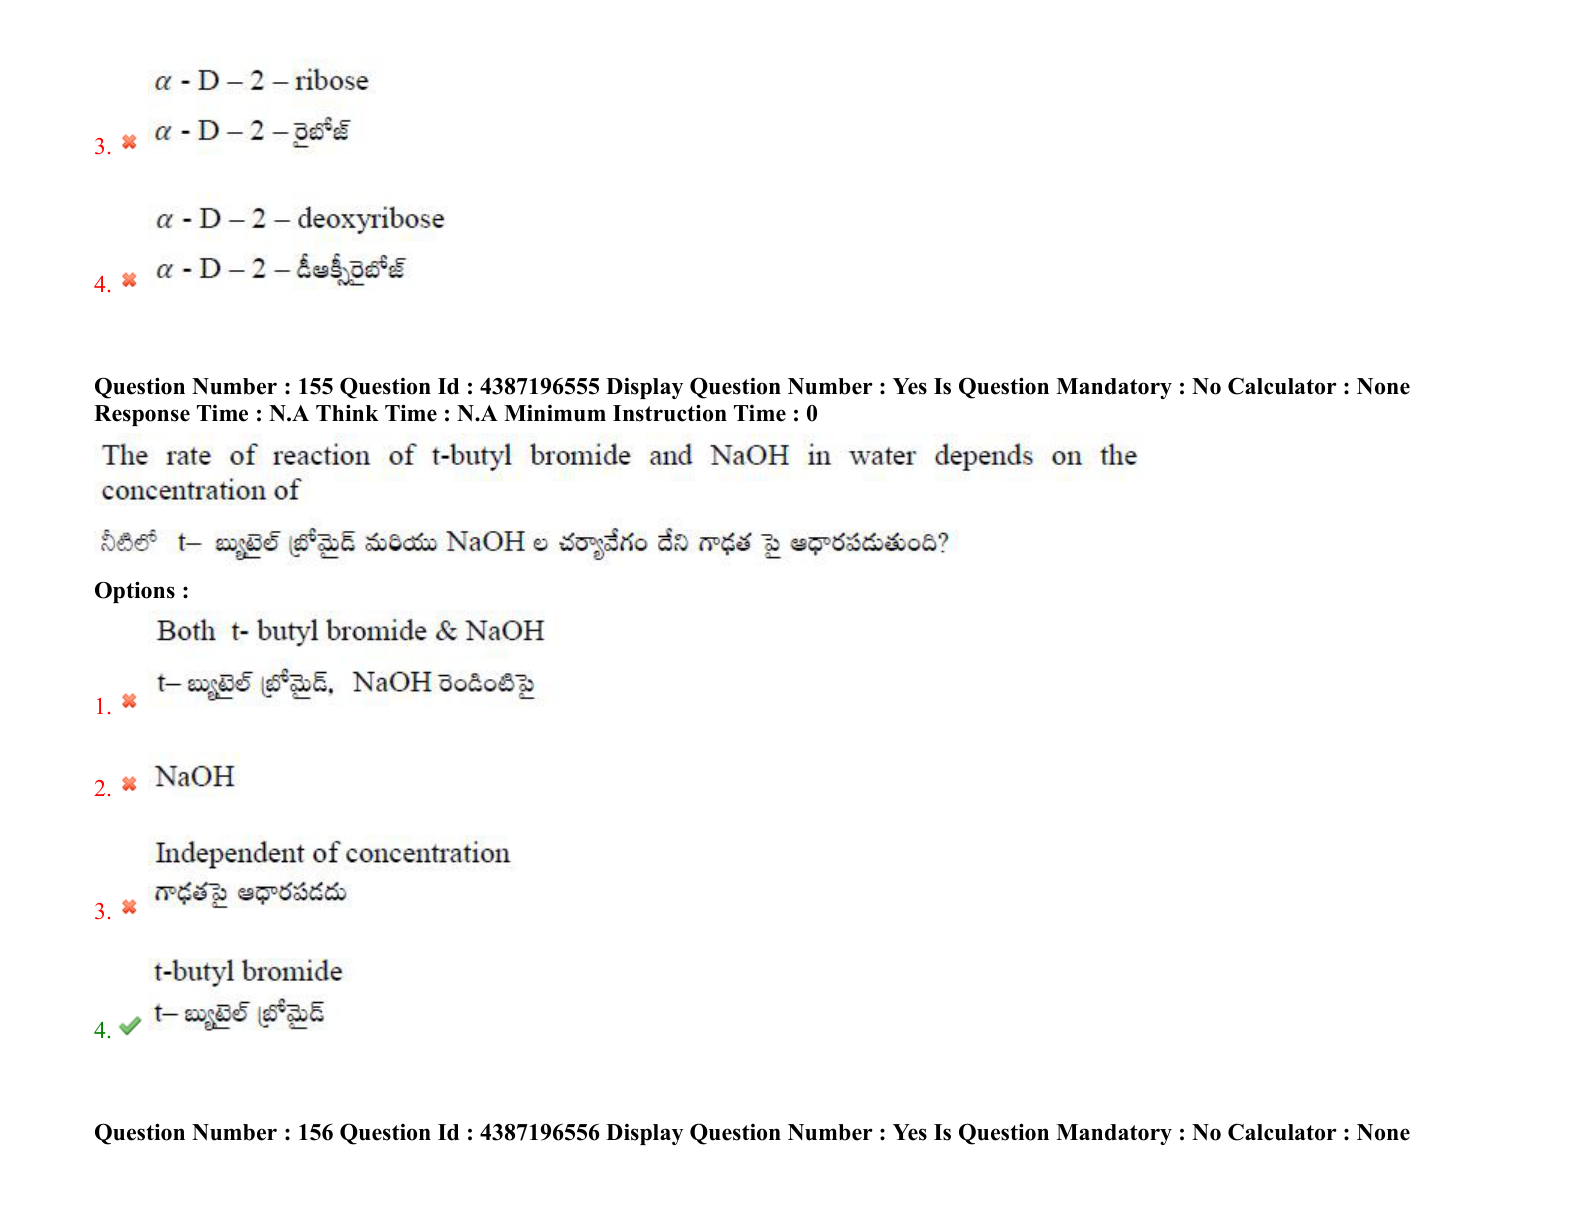 α - D – 2 – ribose
α - D – 2 – రైబోజ్
3.
α - D – 2 – deoxyribose
α - D – 2 – డీఆక్సీరైబోజ్
4.
Question Number : 155 Question Id : 4387196555 Display Question Number : Yes Is Question Mandatory : No Calculator : None
Response Time : N.A Think Time : N.A Minimum Instruction Time : 0
The rate of reaction of t-butyl bromide and NaOH in water depends on the
concentration of
నీటిలో t– బ్యుటైల్ బ్రోమైడ్ మరియు NaOH ల చర్యావేగం దేని గాఢత పై ఆధారపడుతుంది?
Options :
Both t- butyl bromide & NaOH
t– బ్యుటైల్ బ్రోమైడ్, NaOH రెండింటిపై
1.
2. NaOH
Independent of concentration
గాఢతపై ఆధారపడదు
3.
t-butyl bromide
t– బ్యుటైల్ బ్రోమైడ్
4.
Question Number : 156 Question Id : 4387196556 Display Question Number : Yes Is Question Mandatory : No Calculator : None